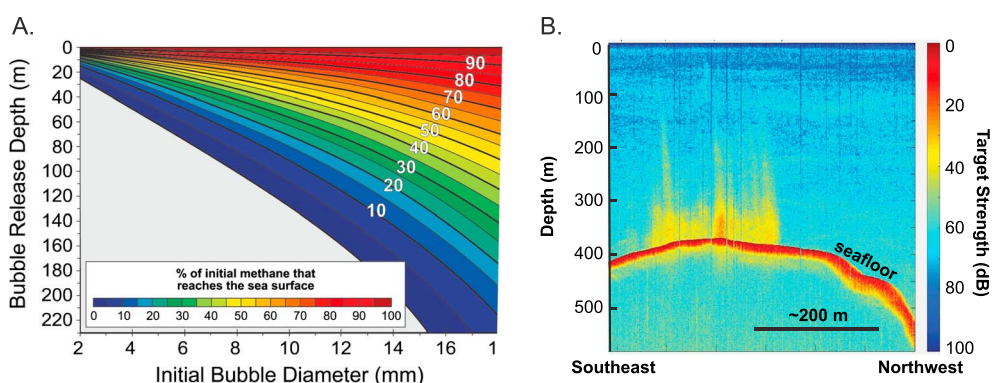 A.
Bubble Release Depth (m)
0
20
40
60
80
100
120
140
160
180
200
220
90
80
70
60
50
40
30
20
10
% of initial methane that
reaches the sea surface
0 10 20 30 40 50 60 70 80 90 100
2 4 6 8 10 12 14 16 1
Initial Bubble Diameter (mm)
B.
Depth (m)
0
100
200
300
400
500
seafloor
~200 m
Southeast
Northwest
0
20
40
60
80
100
Target Strength (dB)